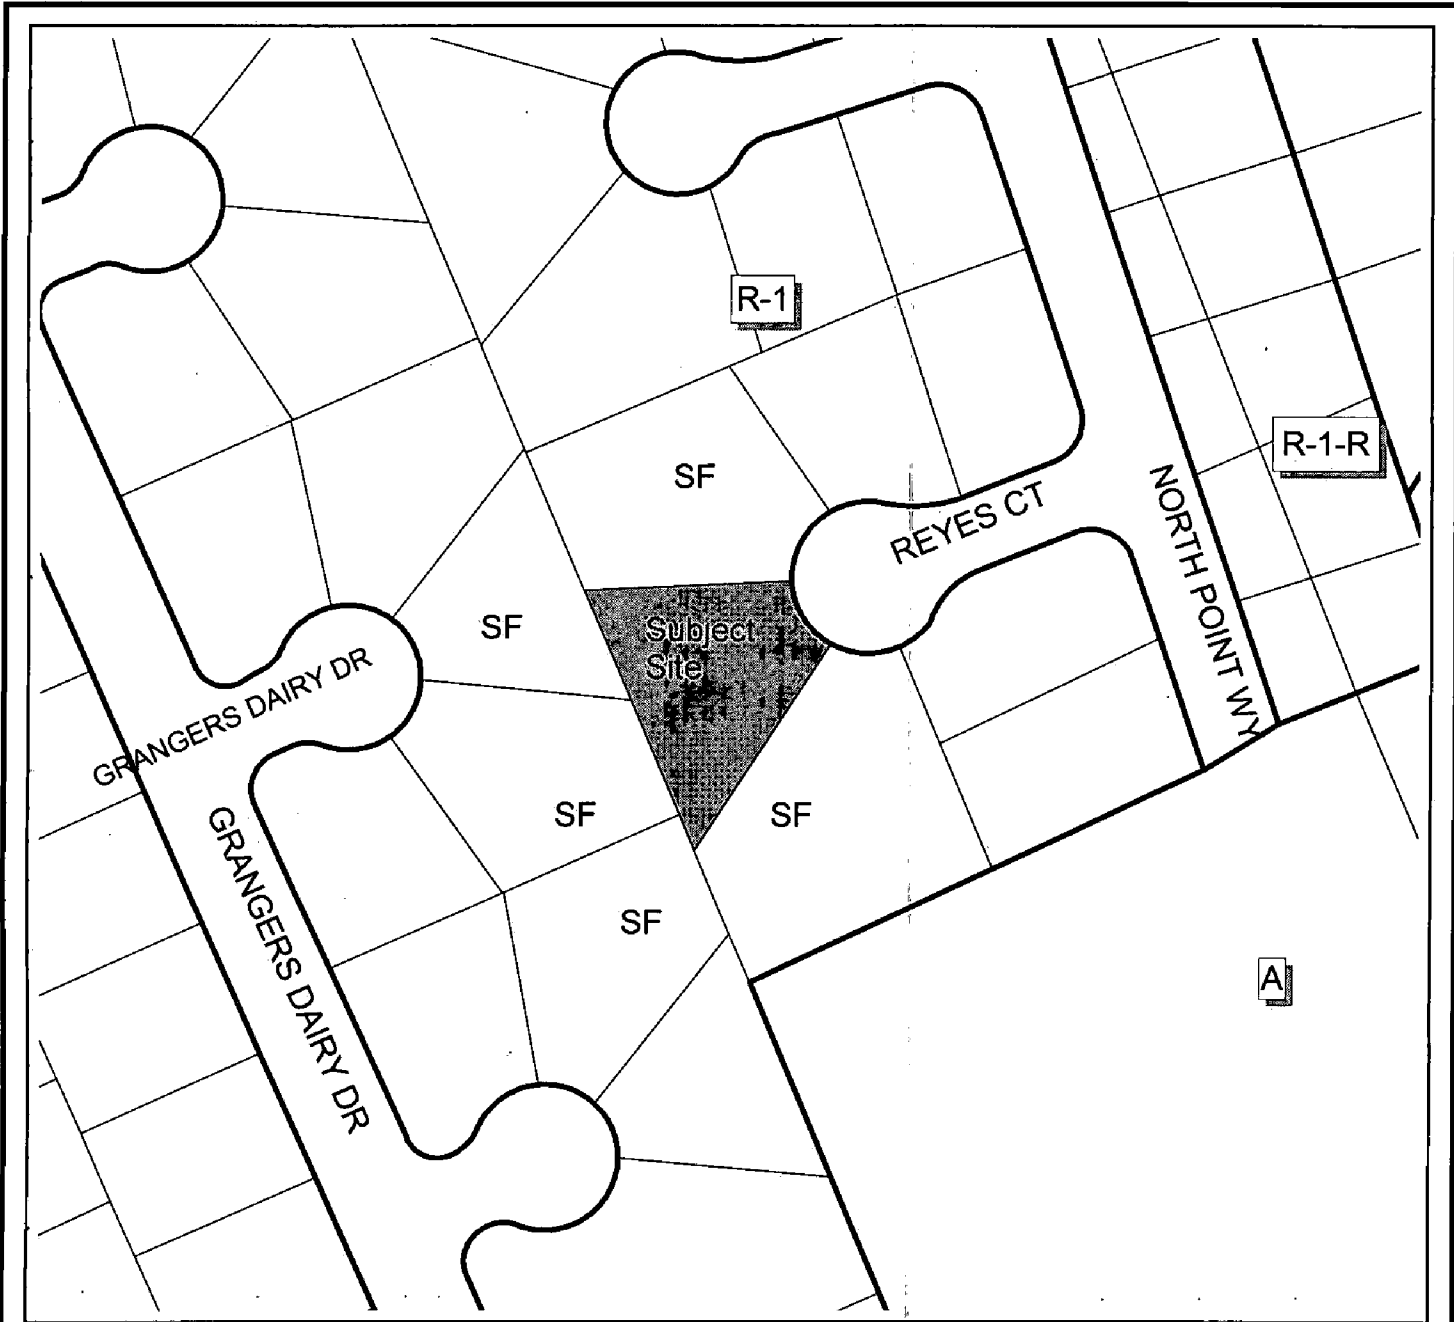 R-1
R-1-R
SF
REYES CT
NORTH POINT WY
SF
Subject
Site
GRANGERS DAIRY DR
SF
SF
GRANGERS DAIRY DR
SF
A